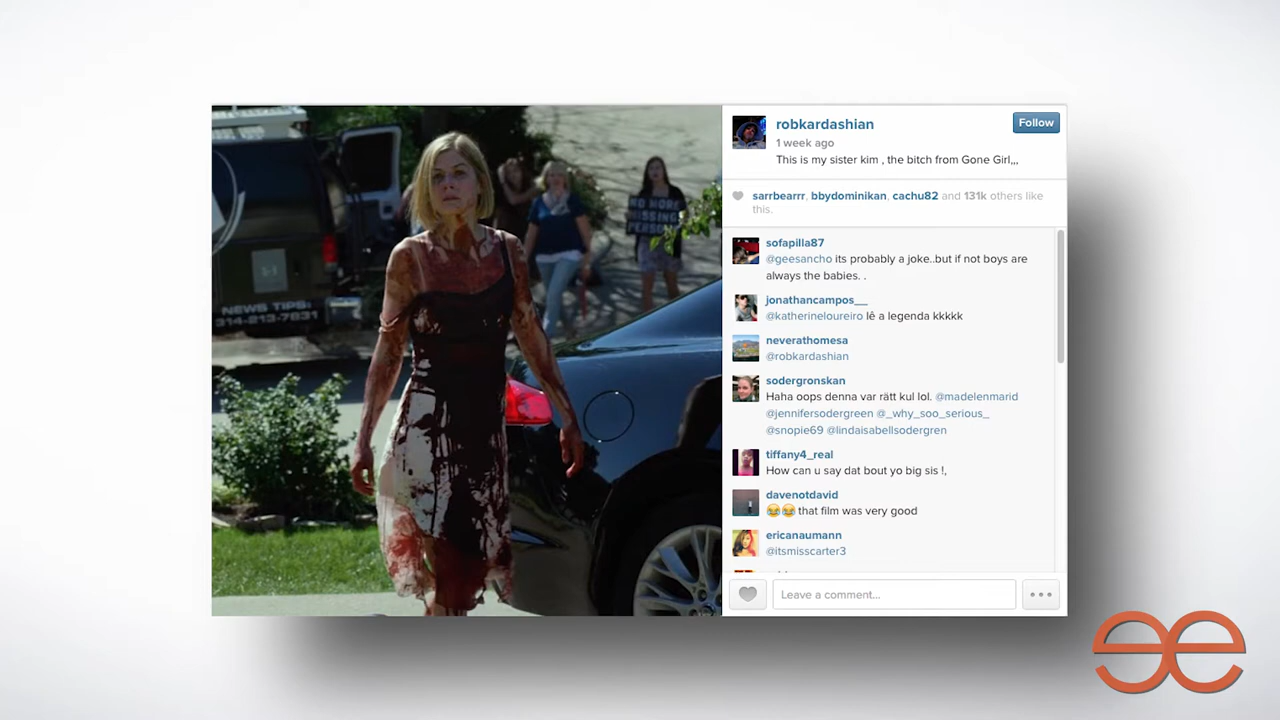 NO MORE
MISSING
PERSONS
NEWS TIPS:
314-213-7831
robkardashian
Follow
1 week ago
This is my sister kim , the bitch from Gone Girl,,,
sarrbearrr, bbydominikan, cachu82 and 131k others like
this.
sofapilla87
@geesancho its probably a joke..but if not boys are
always the babies. .
jonathancampos__
@katherineloureiro lê a legenda kkkkk
neverathomesa
@robkardashian
sodergronskan
Haha oops denna var rätt kul lol. @madelenmarid
@jennifersodergreen @_why_soo_serious_
@snopie69 @lindaisabellsodergren
tiffany4_real
How can u say dat bout yo big sis !,
davenotdavid
😂😂 that film was very good
ericanaumann
@itsmisscarter3
Leave a comment...